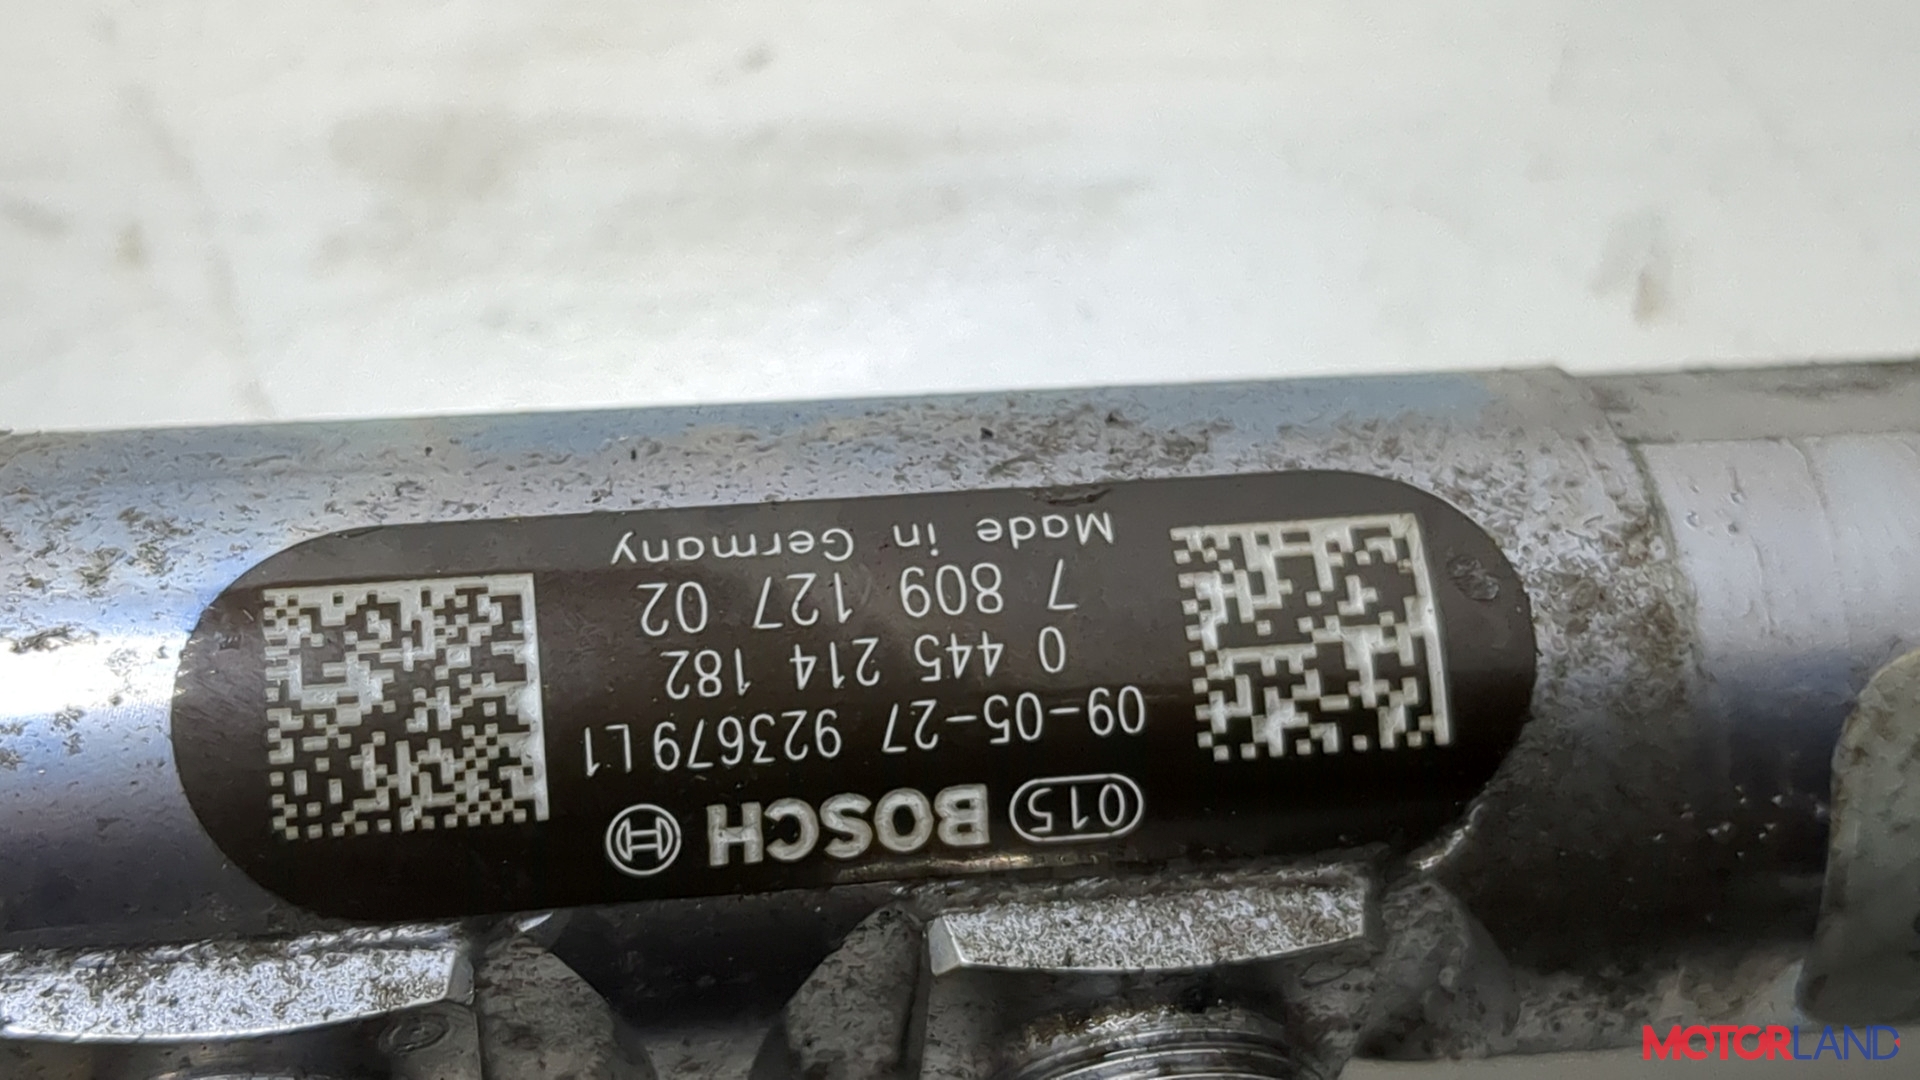 015 BOSCH
09-05-27 923679 L1
0 445 214 182
7 809 127 02
Made in Germany
MOTORLAND